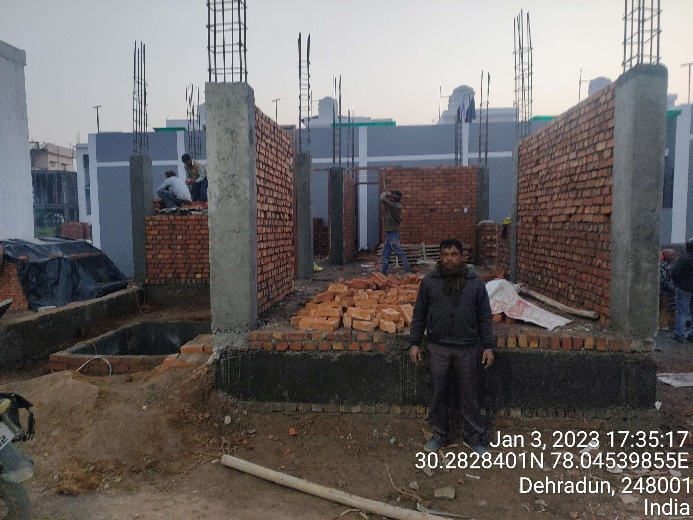 Jan 3, 2023 17:35:17
30.2828401N 78.04539855E
Dehradun, 248001
India